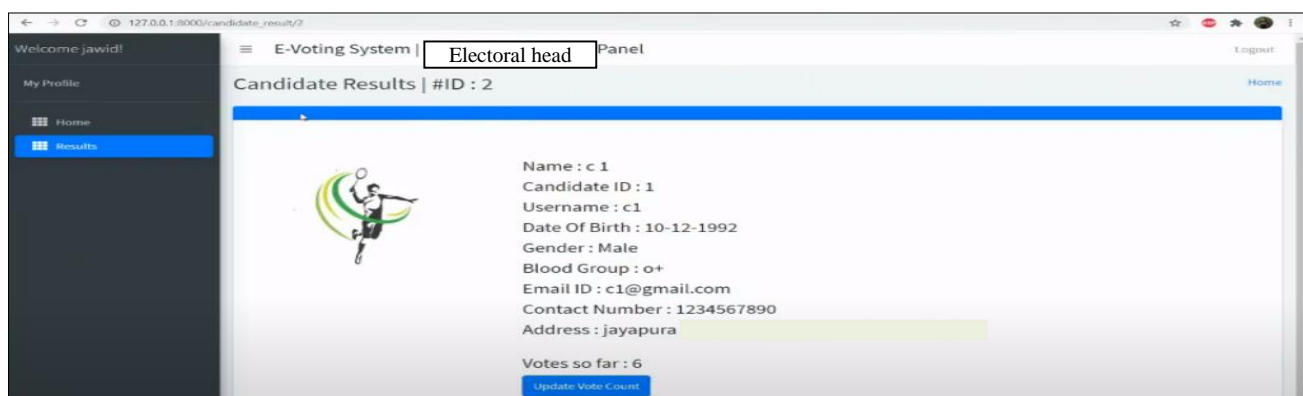 127.0.0.1:8000/candidate_result/2
Welcome jawid!
E-Voting System | Electoral head Panel
Logout
My Profile
Candidate Results | #ID : 2
Home
Home
Results
Name : c 1
Candidate ID : 1
Username : c1
Date Of Birth : 10-12-1992
Gender : Male
Blood Group : o+
Email ID : c1@gmail.com
Contact Number : 1234567890
Address : jayapura
Votes so far : 6
Update Vote Count